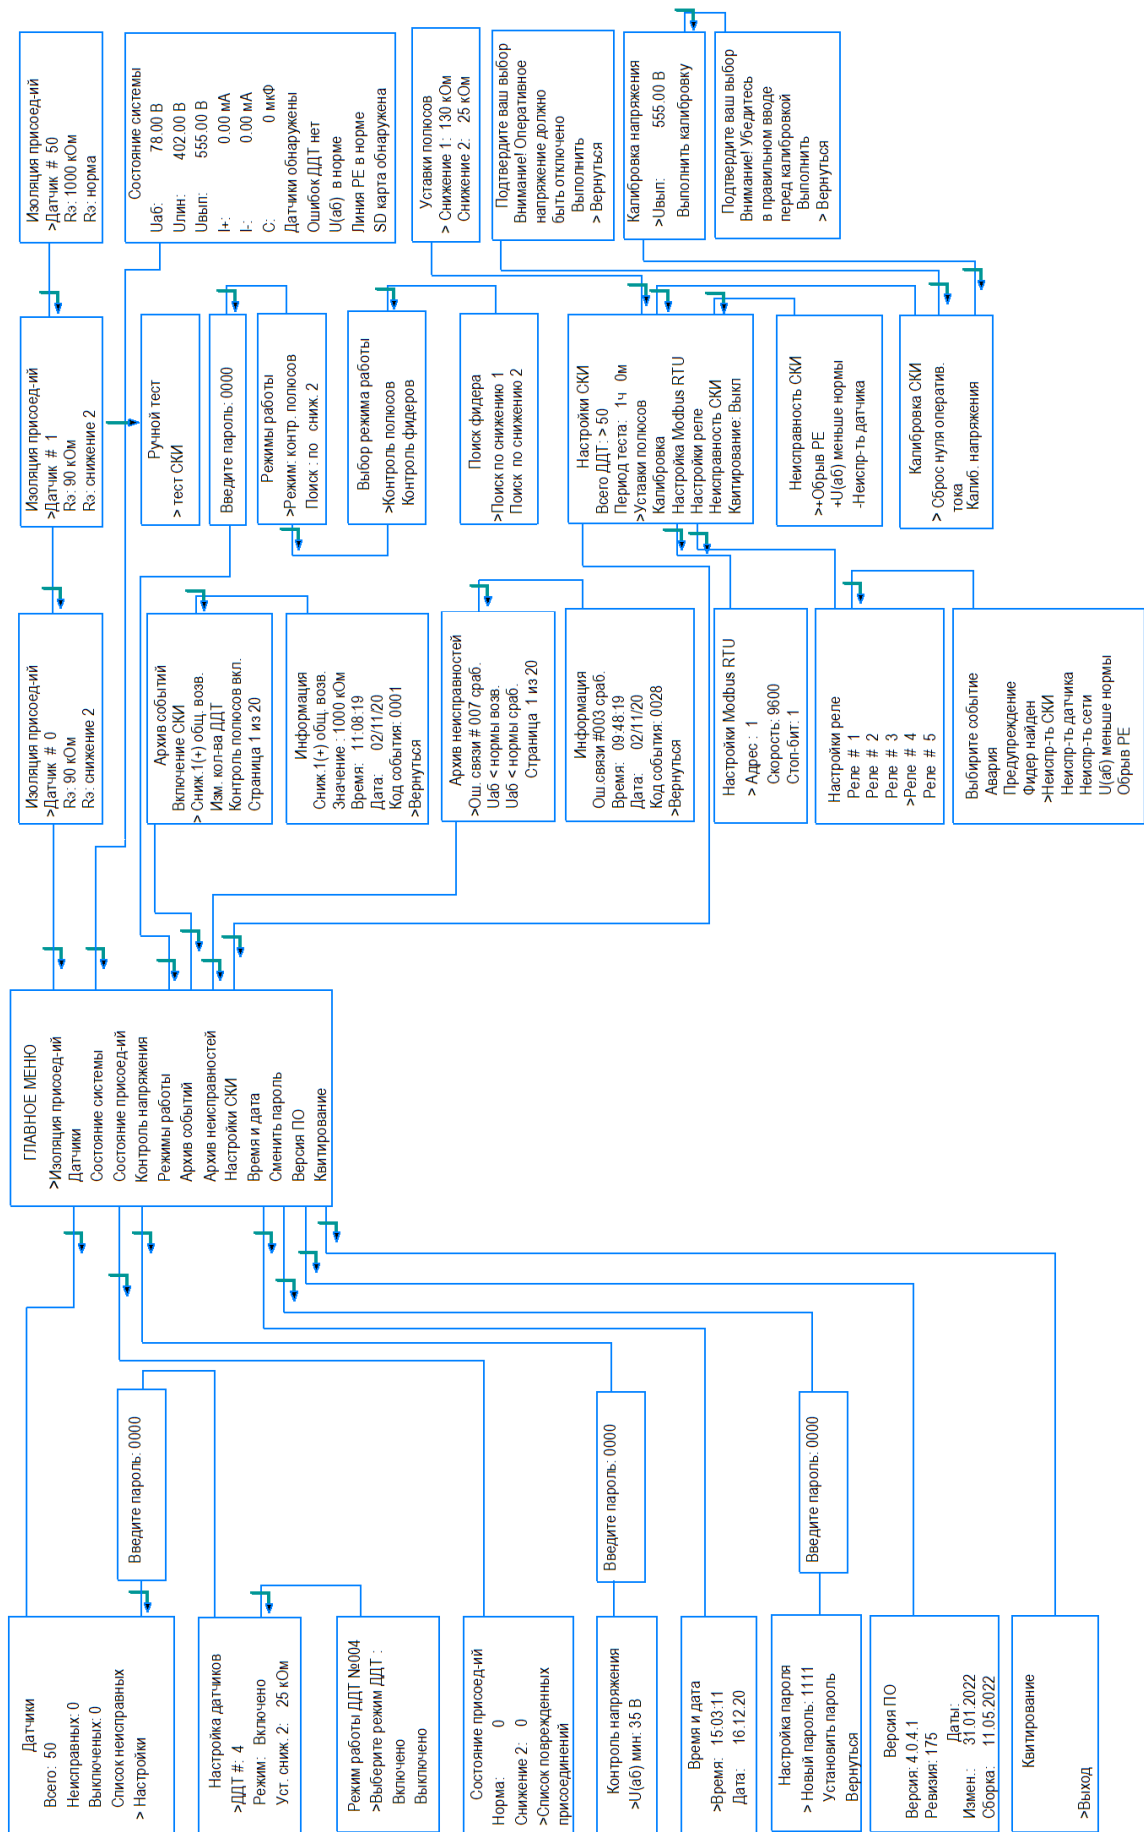 ГЛАВНОЕ МЕНЮ
>Изоляция присоед-ий
Датчики
Состояние системы
Состояние присоед-ий
Контроль напряжения
Режимы работы
Архив событий
Архив неисправностей
Настройки СКИ
Время и дата
Сменить пароль
Версия ПО
Квитирование
Изоляция присоед-ий
>Датчик # 0
Rэ: 90 кОм
Rэ: снижение 2
Изоляция присоед-ий
>Датчик # 1
Rэ: 90 кОм
Rэ: снижение 2
Изоляция присоед-ий
>Датчик # 50
Rэ: 1000 кОм
Rэ: норма
Состояние системы
Uаб: 78.00 В
Uлин: 402.00 В
Uвып: 555.00 В
I+: 0.00 мА
I-: 0.00 мА
C: 0 мкФ
Датчики обнаружены
Ошибок ДДТ нет
U(аб) в норме
Линия PE в норме
SD карта обнаружена
Ручной тест
> тест СКИ
Введите пароль: 0000
Режимы работы
>Режим: контр. полюсов
Поиск : по сниж. 2
Выбор режима работы
>Контроль полюсов
Контроль фидеров
Поиск фидера
>Поиск по снижению 1
Поиск по снижению 2
Архив событий
Включение СКИ
> Сниж.1(+) общ. возв.
Изм. кол-ва ДДТ
Контроль полюсов вкл.
Страница 1 из 20
Информация
Сниж.1(+) общ. возв.
Значение : 1000 кОм
Время: 11:08:19
Дата: 02/11/20
Код события: 0001
>Вернуться
Архив неисправностей
>Ош. связи # 007 сраб.
Uаб < нормы возв.
Uаб < нормы сраб.
Страница 1 из 20
Информация
Ош.связи #003 сраб.
Время: 09:48:19
Дата: 02/11/20
Код события: 0028
>Вернуться
Настройки СКИ
Всего ДДТ: > 50
Период теста: 1ч 0м
>Уставки полюсов
Калибровка
Настройка Modbus RTU
Настройки реле
Неисправность СКИ
Квитирование: Выкл
Уставки полюсов
> Снижение 1: 130 кОм
Снижение 2: 25 кОм
Подтвердите ваш выбор
Внимание! Оперативное
напряжение должно
быть отключено
Выполнить
> Вернуться
Калибровка напряжения
>Uвып: 555.00 В
Выполнить калибровку
Подтвердите ваш выбор
Внимание! Убедитесь
в правильном вводе
перед калибровкой
Выполнить
> Вернуться
Неисправность СКИ
>+Обрыв PE
+U(аб) меньше нормы
-Неиспр-ть датчика
Калибровка СКИ
> Сброс нуля оператив.
тока
Калиб. напряжения
Настройки Modbus RTU
> Адрес : 1
Скорость: 9600
Стоп-бит: 1
Настройки реле
Реле # 1
Реле # 2
Реле # 3
>Реле # 4
Реле # 5
Выбирите событие
Авария
Предупреждение
Фидер найден
>Неиспр-ть СКИ
Неиспр-ть датчика
Неиспр-ть сети
U(аб) меньше нормы
Обрыв PE
Датчики
Всего: 50
Неисправных: 0
Выключеных: 0
Список неисправных
> Настройки
Введите пароль: 0000
Настройка датчиков
>ДДТ #: 4
Режим: Включено
Уст. сниж. 2: 25 кОм
Режим работы ДДТ №004
>Выберите режим ДДТ :
Включено
Выключено
Состояние присоед-ий
Норма: 0
Снижение 2: 0
>Список поврежденных
присоединений
Контроль напряжения
>U(аб) мин: 35 В
Введите пароль: 0000
Время и дата
>Время: 15:03:11
Дата: 16.12.20
Настройка пароля
> Новый пароль: 1111
Установить пароль
Вернуться
Введите пароль: 0000
Версия ПО
Версия: 4.0.4.1
Ревизия: 175
Даты:
Измен.: 31.01.2022
Сборка: 11.05.2022
Квитирование
>Выход